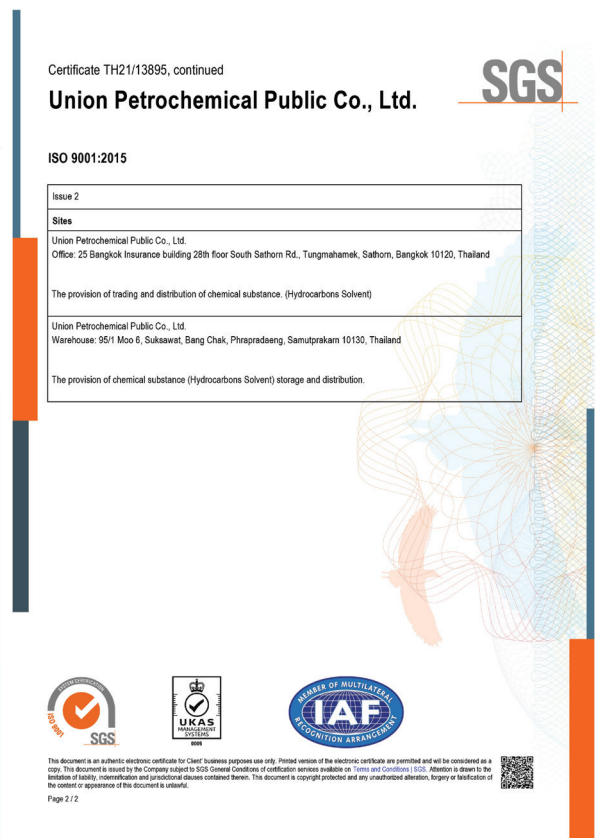 Certificate TH21/13895, continued
SGS
Union Petrochemical Public Co., Ltd.
ISO 9001:2015
Issue 2
Sites
Union Petrochemical Public Co., Ltd.
Office: 25 Bangkok Insurance building 28th floor South Sathorn Rd., Tungmahamek, Sathorn, Bangkok 10120, Thailand
The provision of trading and distribution of chemical substance. (Hydrocarbons Solvent)
Union Petrochemical Public Co., Ltd.
Warehouse: 95/1 Moo 6, Suksawat, Bang Chak, Phrapradaeng, Samutprakarn 10130, Thailand
The provision of chemical substance (Hydrocarbons Solvent) storage and distribution.
SYSTEM CERTIFICATION
ISO 9001
SGS
UKAS
MANAGEMENT
SYSTEMS
0005
MEMBER OF MULTILATERAL
IAF
RECOGNITION ARRANGEMENT
This document is an authentic electronic certificate for Client' business purposes use only. Printed version of the electronic certificate are permitted and will be considered as a
copy. This document is issued by the Company subject to SGS General Conditions of certification services available on Terms and Conditions | SGS. Attention is drawn to the
limitation of liability, indemnification and jurisdictional clauses contained therein. This document is copyright protected and any unauthorized alteration, forgery or falsification of
the content or appearance of this document is unlawful.
Page 2 / 2